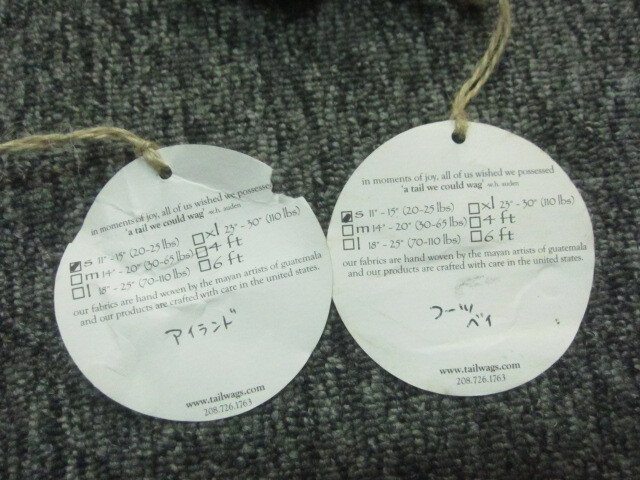 in moments of joy, all of us wished we possessed
'a tail we could wag' -w.h. auden
s 11" - 15" (20-25 lbs) xl 23" - 30" (110 lbs)
m 14" - 20" (30-65 lbs) 4 ft
l 18" - 25" (70-110 lbs) 6 ft
our fabrics are hand woven by the mayan artists of guatemala
and our products are crafted with care in the united states.
アイランド
www.tailwags.com
208.726.1763
in moments of joy, all of us wished we possessed
'a tail we could wag' -w.h. auden
s 11" - 15" (20-25 lbs) xl 23" - 30" (110 lbs)
m 14" - 20" (30-65 lbs) 4 ft
l 18" - 25" (70-110 lbs) 6 ft
our fabrics are hand woven by the mayan artists of guatemala
and our products are crafted with care in the united states.
コーツ
ベイ
www.tailwags.com
208.726.1763